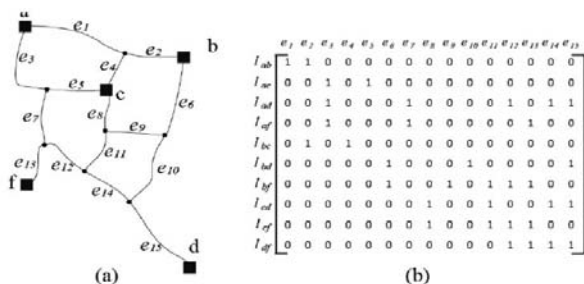 a
e1
e3
e2
b
e4
e5
c
e6
e7
e8
e9
e11
e10
e12
f
e14
e15
d
(a)
e1 e2 e3 e4 e5 e6 e7 e8 e9 e10 e11 e12 e13 e14 e15
lab 1 1 0 0 0 0 0 0 0 0 0 0 0 0 0
lac 0 0 1 0 1 0 0 0 0 0 0 0 0 0 0
lad 0 0 1 0 0 0 1 0 0 0 0 1 0 1 1
laf 0 0 1 0 0 0 1 0 0 0 0 0 1 0 0
lbc 0 1 0 1 0 0 0 0 0 0 0 0 0 0 0
lbd 0 0 0 0 0 1 0 0 0 1 0 0 0 0 1
lbf 0 0 0 0 0 1 0 0 1 0 1 1 1 0 0
lcd 0 0 0 0 0 0 0 1 0 0 1 0 0 1 1
lcf 0 0 0 0 0 0 0 1 0 0 1 1 1 0 0
ldf 0 0 0 0 0 0 0 0 0 0 0 1 1 1 1
(b)